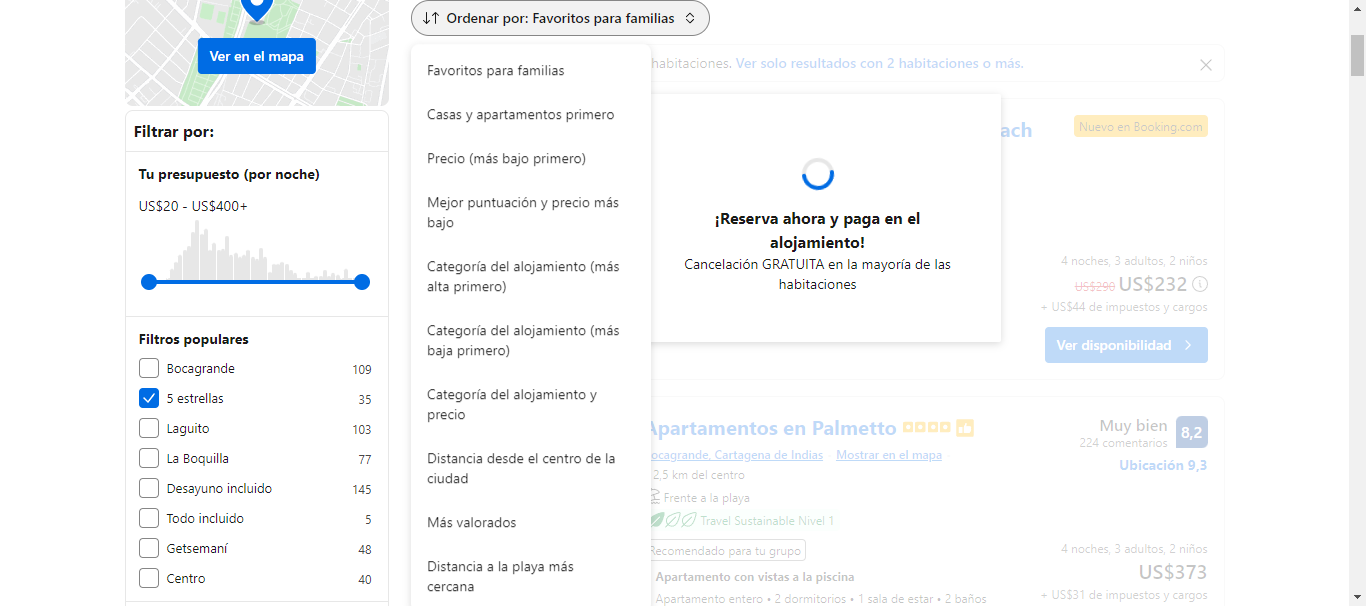 Ver en el mapa
Filtrar por:
Tu presupuesto (por noche)
US$20 - US$400+
Filtros populares
Bocagrande 109
5 estrellas 35
Laguito 103
La Boquilla 77
Desayuno incluido 145
Todo incluido 5
Getsemaní 48
Centro 40
Ordenar por: Favoritos para familias
Favoritos para familias
Casas y apartamentos primero
Precio (más bajo primero)
Mejor puntuación y precio más
bajo
Categoría del alojamiento (más
alta primero)
Categoría del alojamiento (más
baja primero)
Categoría del alojamiento y
precio
Distancia desde el centro de la
ciudad
Más valorados
Distancia a la playa más
cercana
habitaciones. Ver solo resultados con 2 habitaciones o más.
¡Reserva ahora y paga en el
alojamiento!
Cancelación GRATUITA en la mayoría de las
habitaciones
ach
Nuevo en Booking.com
4 noches, 3 adultos, 2 niños
US$290 US$232
+ US$44 de impuestos y cargos
Ver disponibilidad
Apartamentos en Palmetto
ocagrande, Cartagena de Indias Mostrar en el mapa
2,5 km del centro
Frente a la playa
Travel Sustainable Nivel 1
Recomendado para tu grupo
Apartamento con vistas a la piscina
Apartamento entero • 2 dormitorios • 1 sala de estar • 2 baños
Muy bien 8,2
224 comentarios
Ubicación 9,3
4 noches, 3 adultos, 2 niños
US$373
+ US$31 de impuestos y cargos